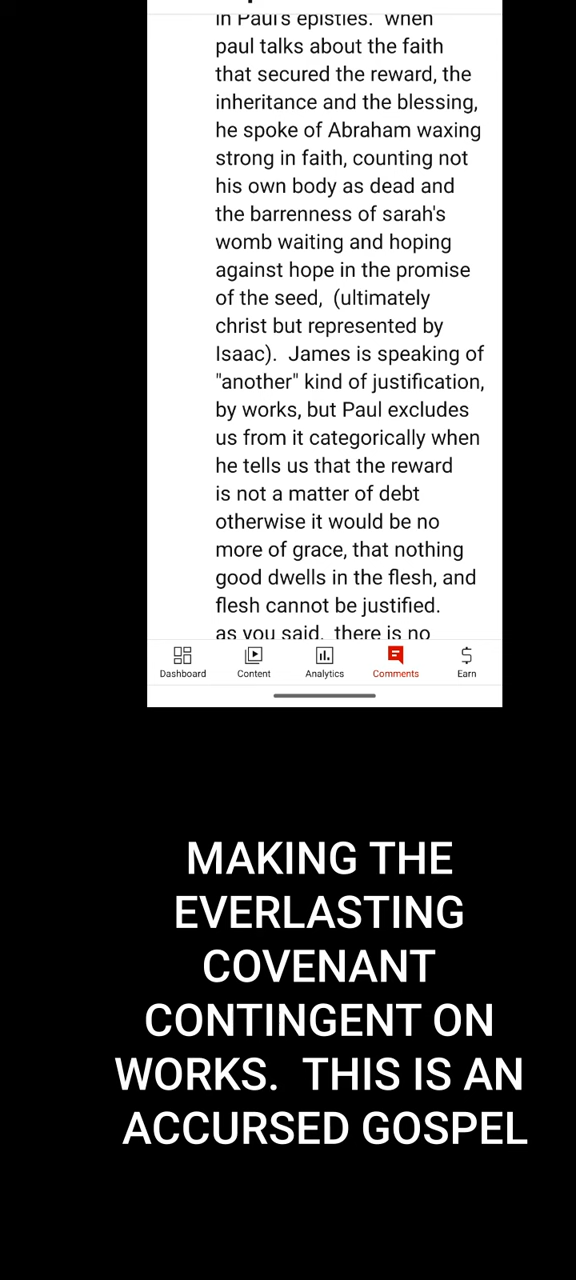 in Paul's epistles.  when
paul talks about the faith
that secured the reward, the
inheritance and the blessing,
he spoke of Abraham waxing
strong in faith, counting not
his own body as dead and
the barrenness of sarah's
womb waiting and hoping
against hope in the promise
of the seed,  (ultimately
christ but represented by
Isaac).  James is speaking of
"another" kind of justification,
by works, but Paul excludes
us from it categorically when
he tells us that the reward
is not a matter of debt
otherwise it would be no
more of grace, that nothing
good dwells in the flesh, and
flesh cannot be justified.
as you said.  there is no
Dashboard Content Analytics Comments Earn
MAKING THE
EVERLASTING
COVENANT
CONTINGENT ON
WORKS.  THIS IS AN
ACCURSED GOSPEL